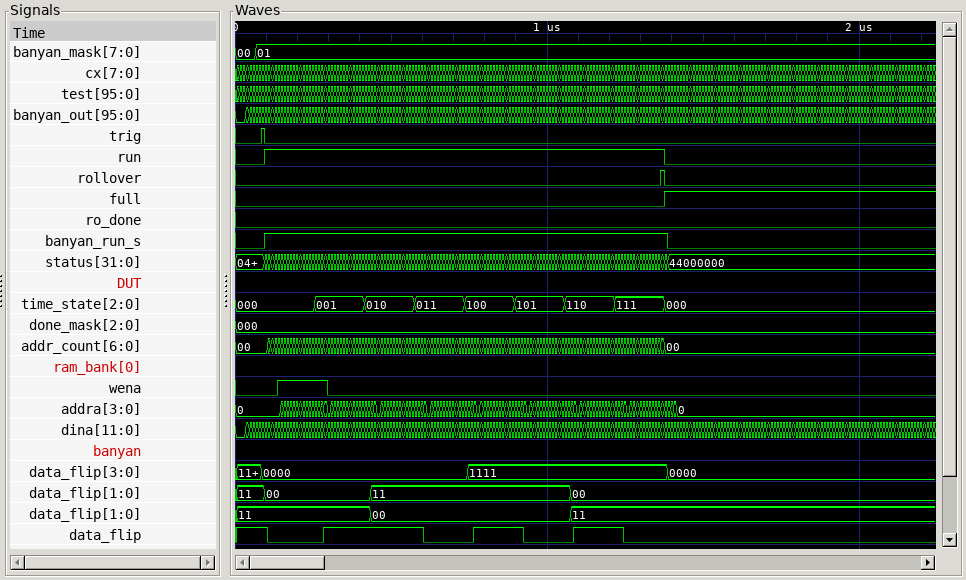 Signals
Waves
Time
0 1 us 2 us
banyan_mask[7:0] 00 01
cx[7:0]
test[95:0]
banyan_out[95:0]
trig
run
rollover
full
ro_done
banyan_run_s
status[31:0] 04+ 44000000
DUT
time_state[2:0] 000 001 010 011 100 101 110 111 000
done_mask[2:0] 000
addr_count[6:0] 00 00
ram_bank[0]
wena
addra[3:0] 0 0
dina[11:0]
banyan
data_flip[3:0] 11+ 0000 1111 0000
data_flip[1:0] 11 00 11 00
data_flip[1:0] 11 00 11
data_flip